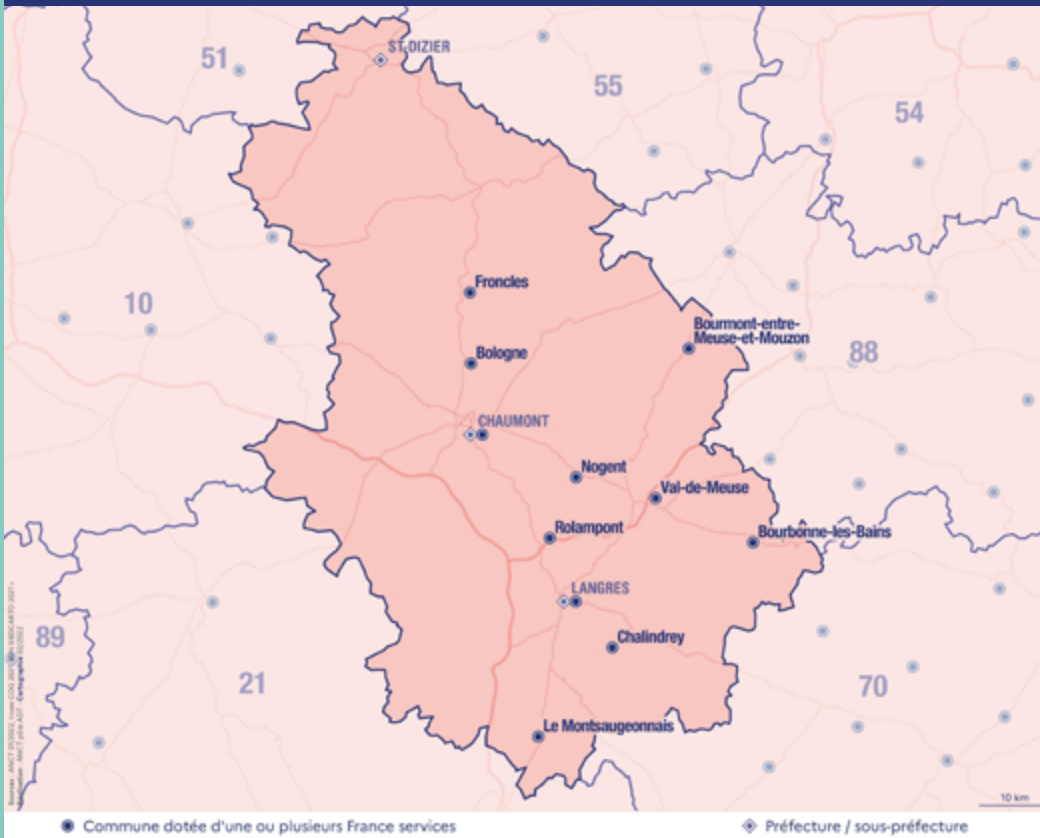 ST-DIZIER
51
55
54
Froncles
10
Bourmont-entre-
Meuse-et-Mouzon
88
Bologne
CHAUMONT
Nogent
Val-de-Meuse
Rolampont
Bourbonne-les-Bains
LANGRES
89
Chalindrey
21
70
Le Montsaugeonnais
10 km
Commune dotée d'une ou plusieurs France services
Préfecture / sous-préfecture